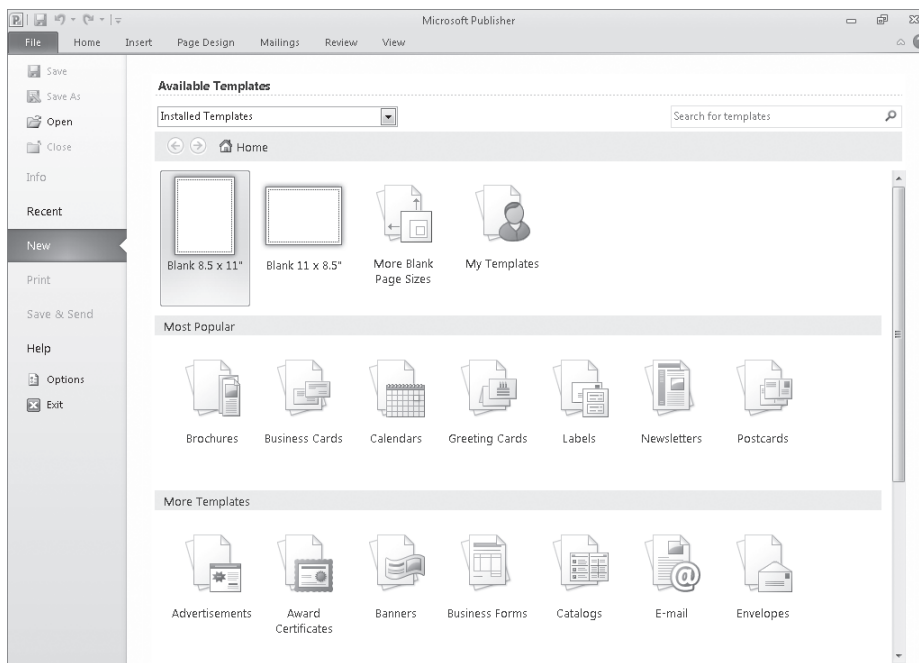 Microsoft Publisher
File Home Insert Page Design Mailings Review View
Save
Save As
Open
Close
Info
Recent
New
Print
Save & Send
Help
Options
Exit
Available Templates
Installed Templates
Search for templates
Home
Blank 8.5 x 11"
Blank 11 x 8.5"
More Blank
Page Sizes
My Templates
Most Popular
Brochures
Business Cards
Calendars
Greeting Cards
Labels
Newsletters
Postcards
More Templates
Advertisements
Award
Certificates
Banners
Business Forms
Catalogs
E-mail
Envelopes